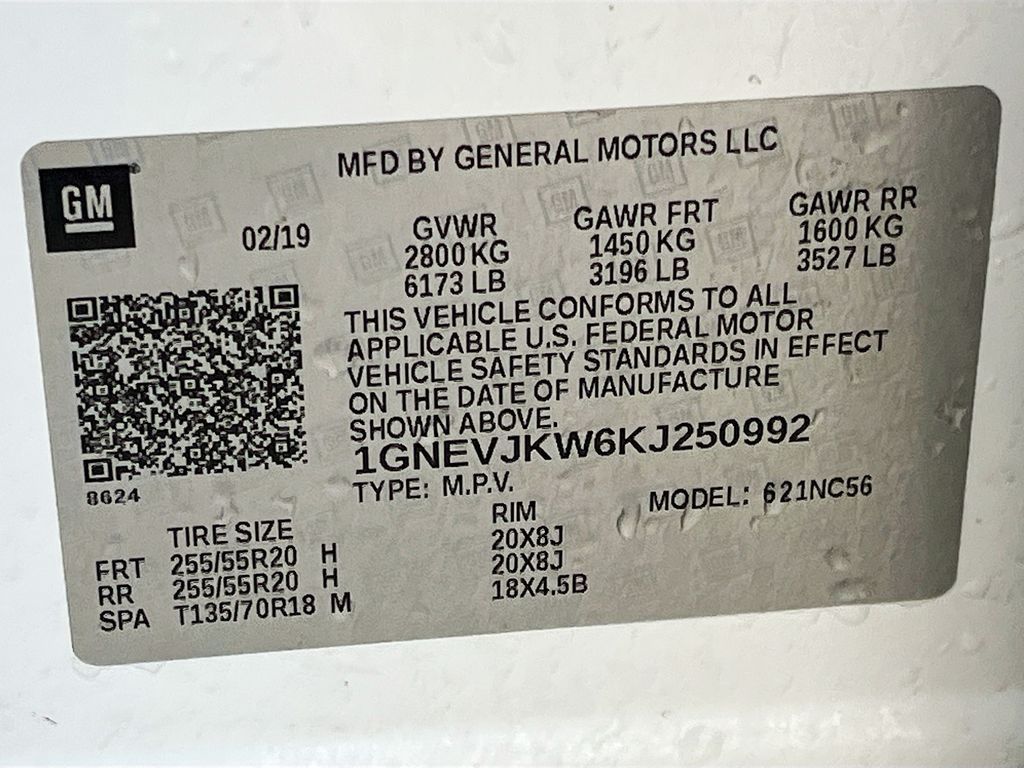 MFD BY GENERAL MOTORS LLC
GM
02/19
GVWR GAWR FRT GAWR RR
2800 KG 1450 KG 1600 KG
6173 LB 3196 LB 3527 LB
THIS VEHICLE CONFORMS TO ALL
APPLICABLE U.S. FEDERAL MOTOR
VEHICLE SAFETY STANDARDS IN EFFECT
ON THE DATE OF MANUFACTURE
SHOWN ABOVE.
1GNEVJKW6KJ250992
8624
TYPE: M.P.V. MODEL: 621NC56
TIRE SIZE RIM
FRT 255/55R20 H 20X8J
RR 255/55R20 H 20X8J
SPA T135/70R18 M 18X4.5B